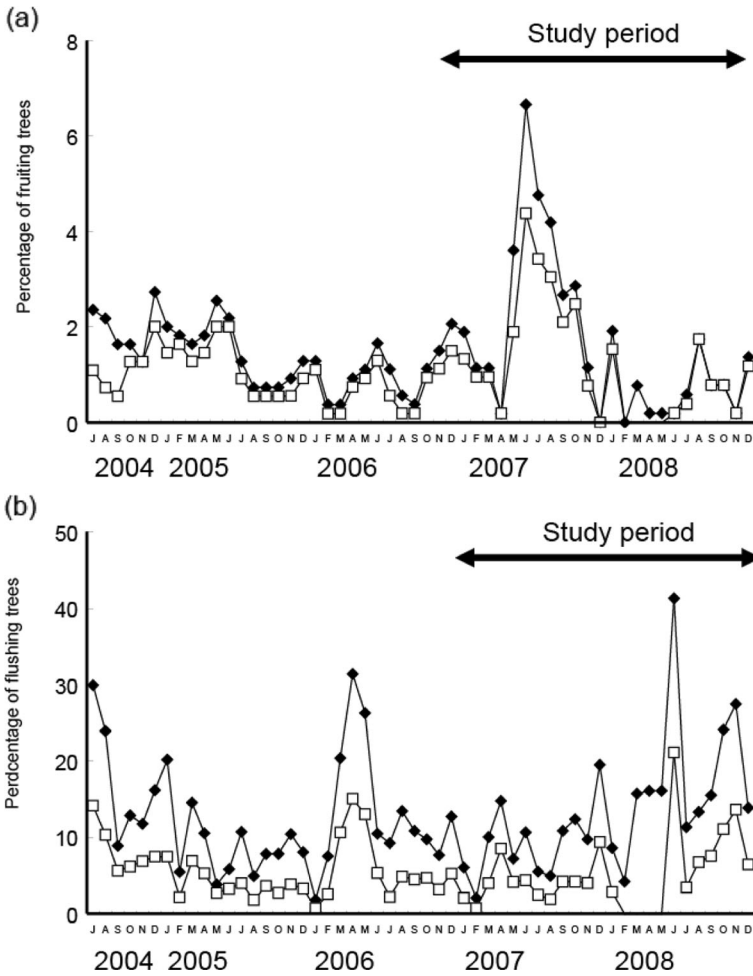 (a)
8
6
4
2
0
Percentage of fruiting trees
Study period
J A S O N D J F M A M J J A S O N D J F M A M J J A S O N D J F M A M J J A S O N D J F M A M J J A S O N D
2004 2005 2006 2007 2008
(b)
50
40
30
20
10
0
Perdcentage of flushing trees
Study period
J A S O N D J F M A M J J A S O N D J F M A M J J A S O N D J F M A M J J A S O N D J F M A M J J A S O N D
2004 2005 2006 2007 2008